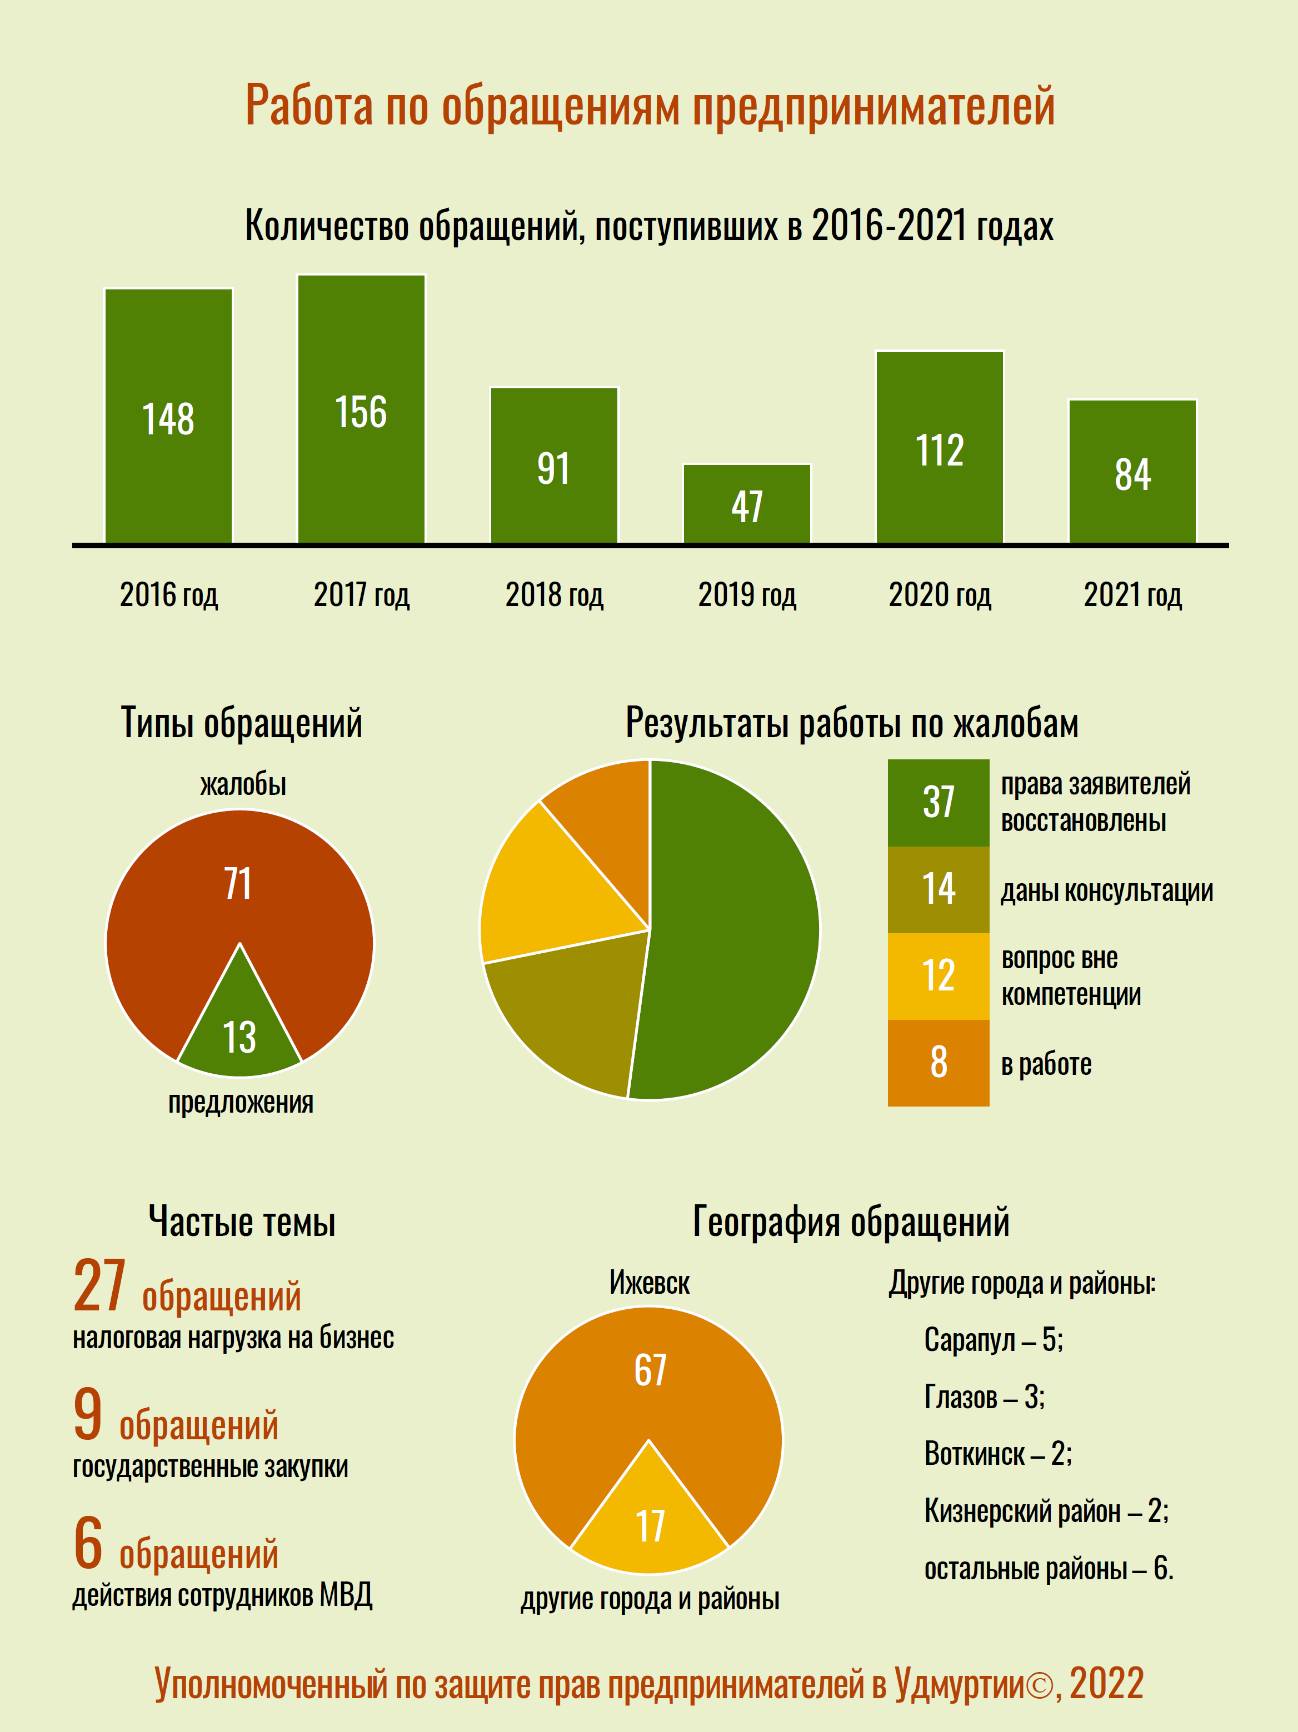 Работа по обращениям предпринимателей
Количество обращений, поступивших в 2016-2021 годах
148
156
91
47
112
84
2016 год
2017 год
2018 год
2019 год
2020 год
2021 год
Типы обращений
жалобы
71
13
предложения
Результаты работы по жалобам
37
права заявителей
восстановлены
14
даны консультации
12
вопрос вне
компетенции
8
в работе
Частые темы
27 обращений
налоговая нагрузка на бизнес
9 обращений
государственные закупки
6 обращений
действия сотрудников МВД
География обращений
Ижевск
67
17
другие города и районы
Другие города и районы:
Сарапул – 5;
Глазов – 3;
Воткинск – 2;
Кизнерский район – 2;
остальные районы – 6.
Уполномоченный по защите прав предпринимателей в Удмуртии©, 2022